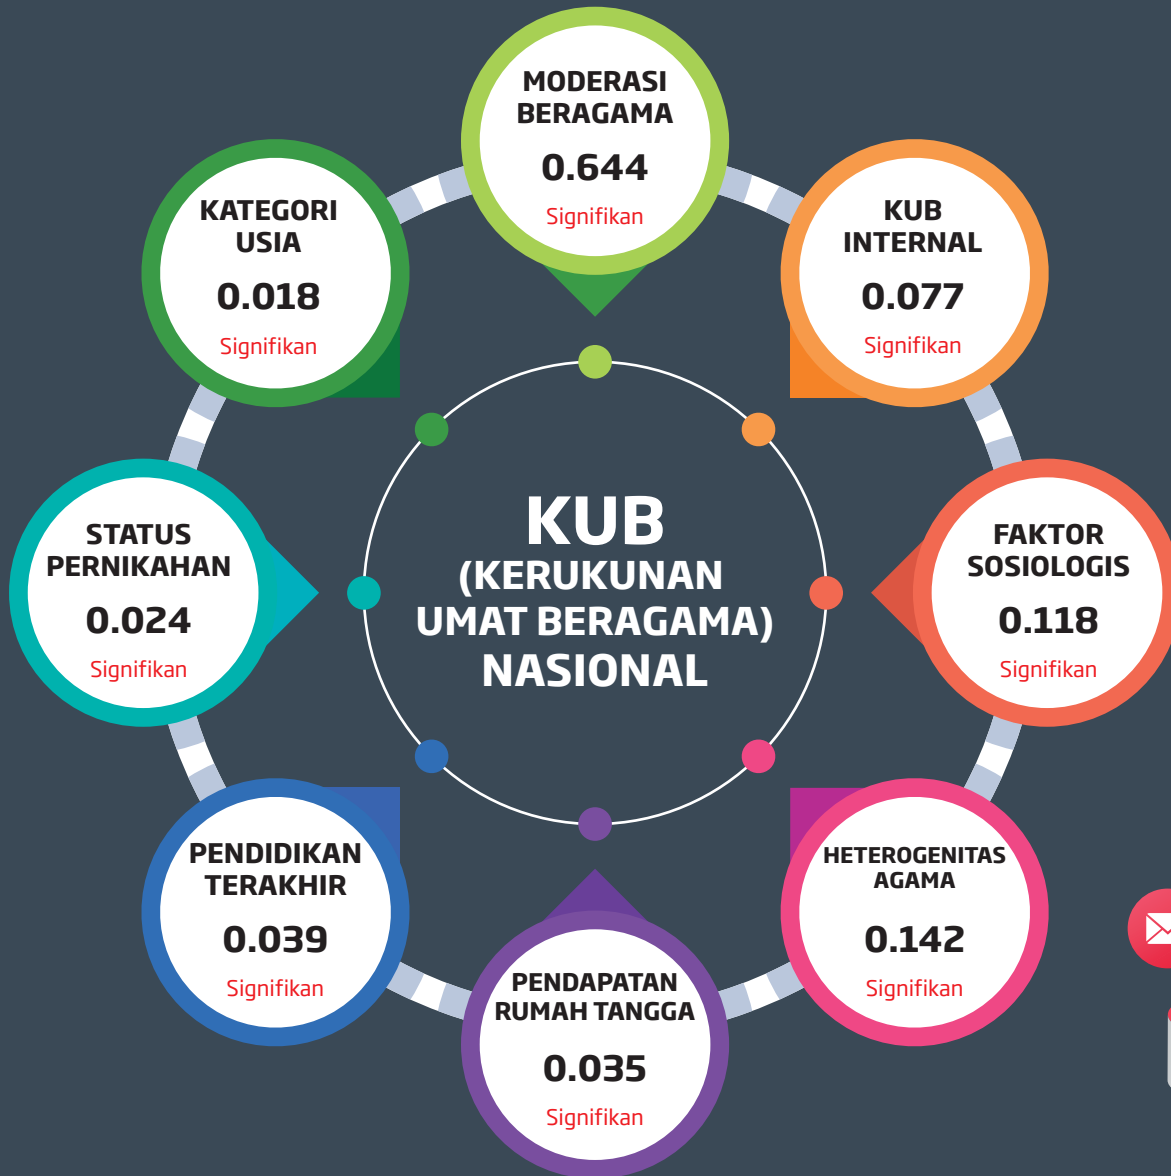 MODERASI
BERAGAMA
0.644
Signifikan
KUB
INTERNAL
0.077
Signifikan
FAKTOR
SOSIOLOGIS
0.118
Signifikan
HETEROGENITAS
AGAMA
0.142
Signifikan
PENDAPATAN
RUMAH TANGGA
0.035
Signifikan
PENDIDIKAN
TERAKHIR
0.039
Signifikan
STATUS
PERNIKAHAN
0.024
Signifikan
KATEGORI
USIA
0.018
Signifikan
KUB
(KERUKUNAN
UMAT BERAGAMA)
NASIONAL